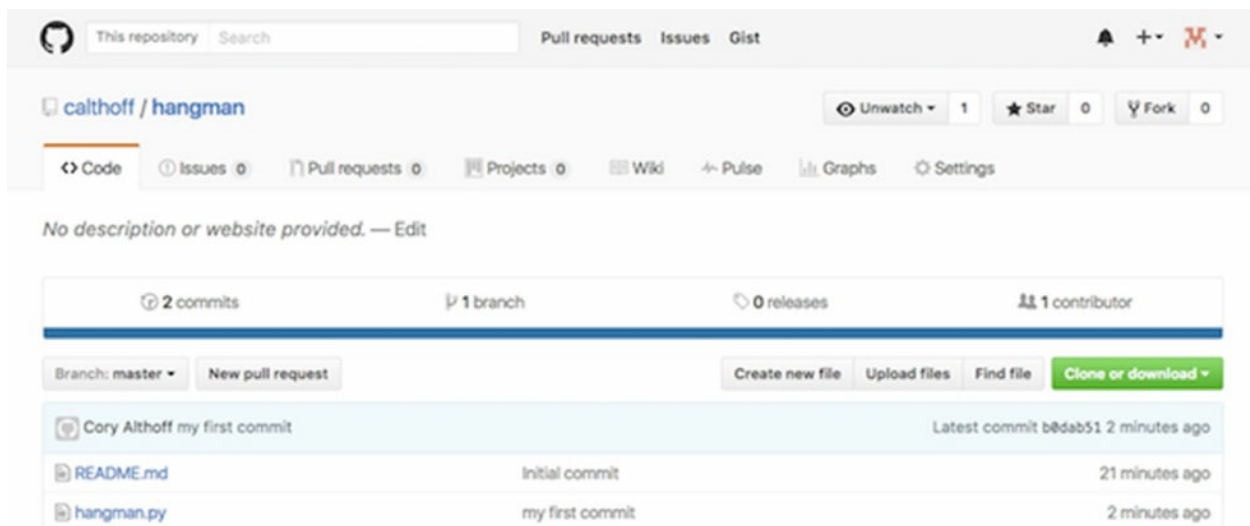 This repository Search Pull requests Issues Gist
calthoff / hangman Unwatch 1 Star 0 Fork 0
Code Issues 0 Pull requests 0 Projects 0 Wiki Pulse Graphs Settings
No description or website provided. — Edit
2 commits 1 branch 0 releases 1 contributor
Branch: master New pull request Create new file Upload files Find file Clone or download
Cory Althoff my first commit Latest commit b0dab51 2 minutes ago
README.md Initial commit 21 minutes ago
hangman.py my first commit 2 minutes ago